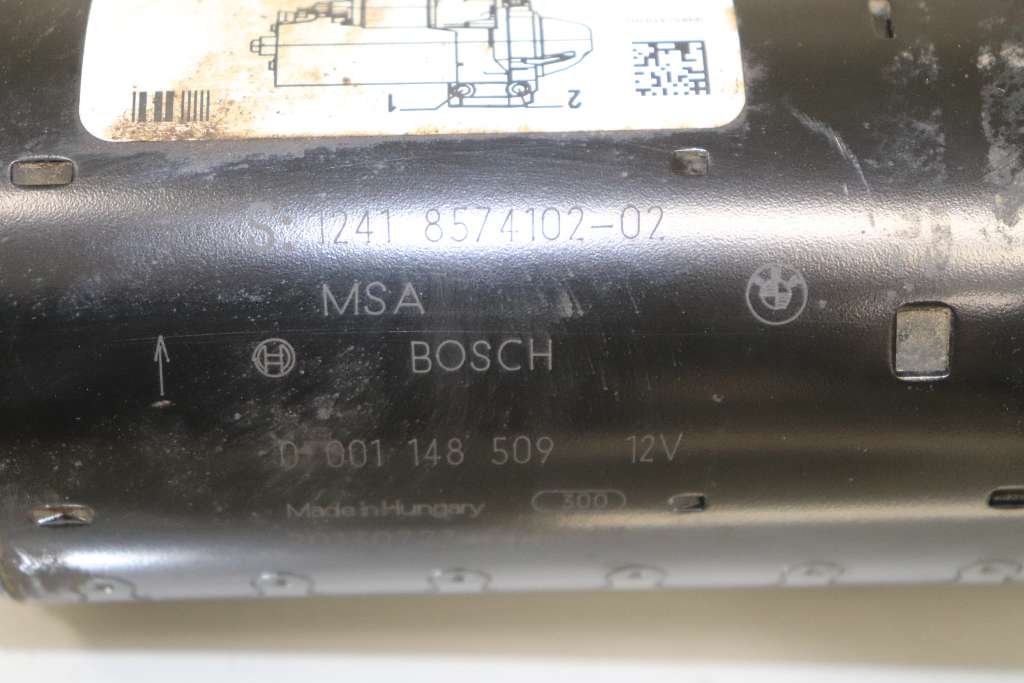 1 2
S. 1241 8574102-02
MSA
BOSCH
0 001 148 509 12V
Made in Hungary 300